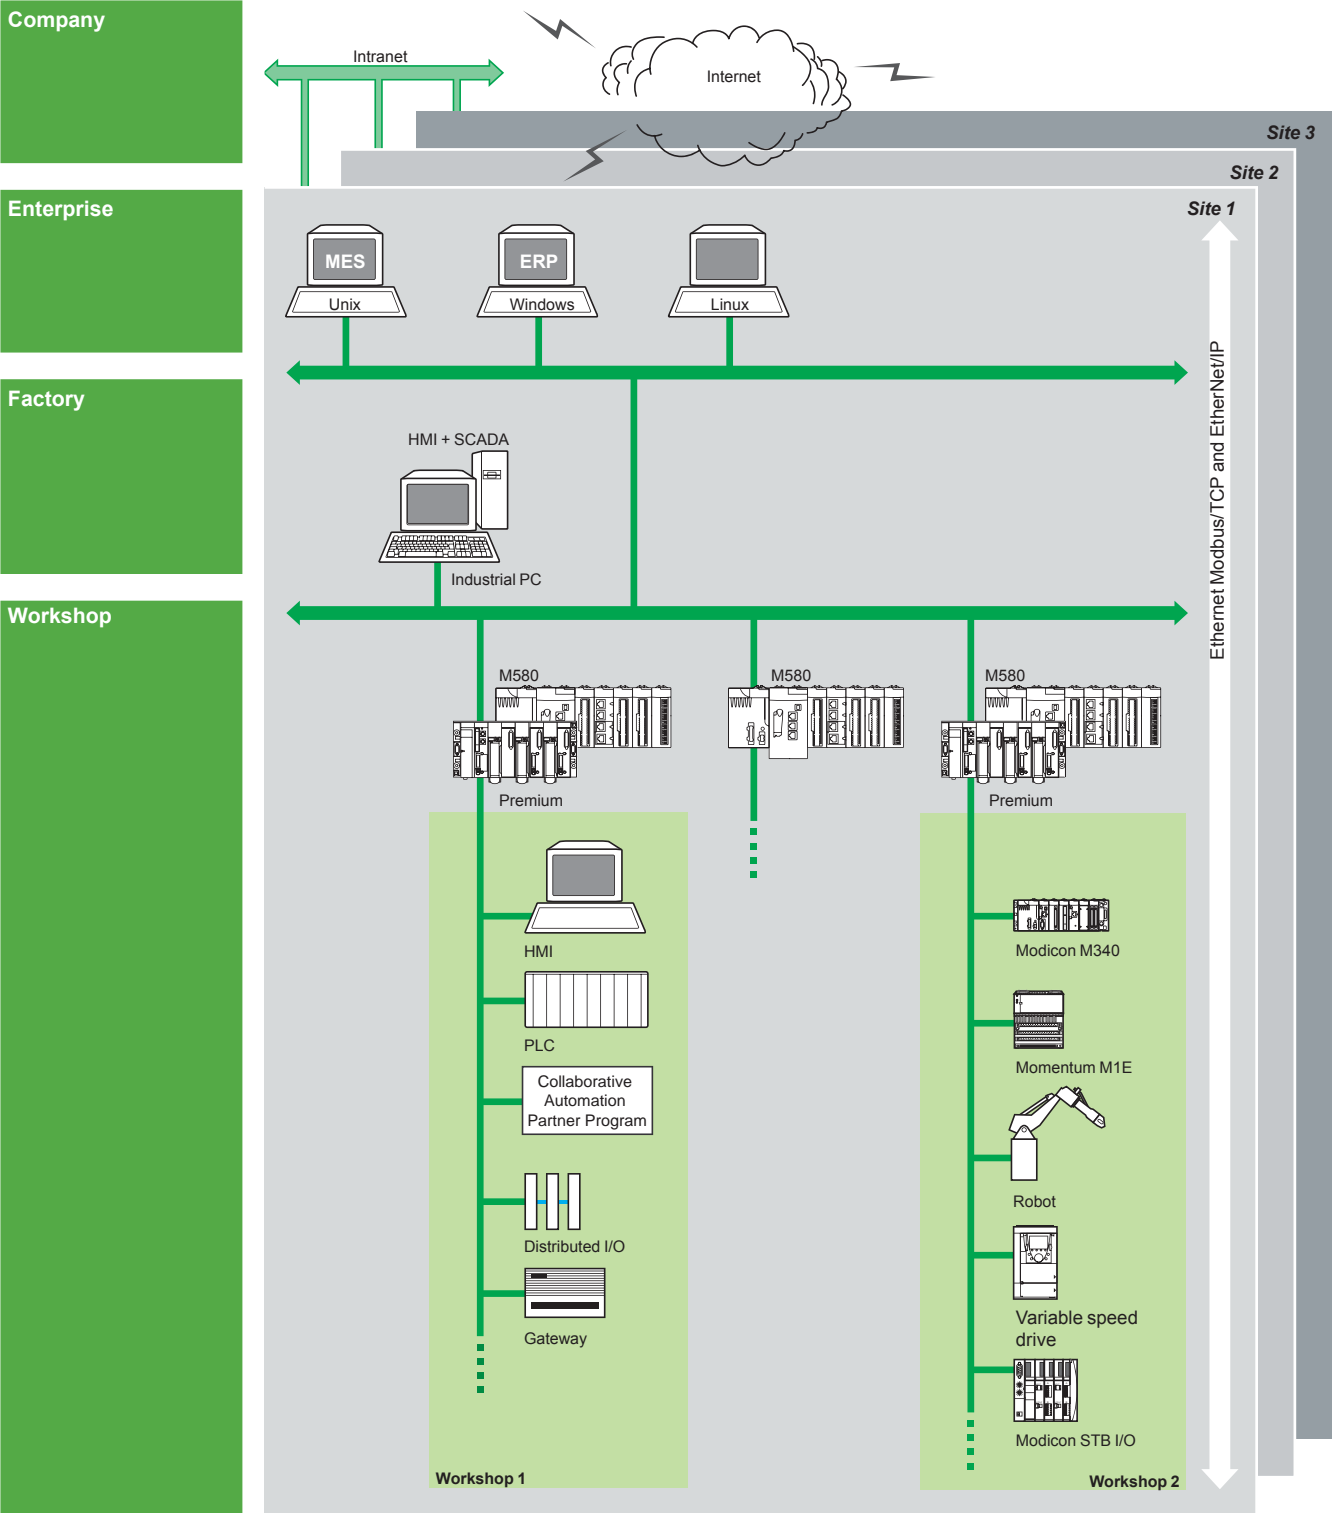 Company
Intranet
Internet
Site 3
Site 2
Enterprise
Site 1
MES
ERP
Unix
Windows
Linux
Ethernet Modbus/TCP and EtherNet/IP
Factory
HMI + SCADA
Industrial PC
Workshop
M580
M580
M580
Premium
Premium
HMI
PLC
Collaborative
Automation
Partner Program
Distributed I/O
Gateway
Workshop 1
Modicon M340
Momentum M1E
Robot
Variable speed
drive
Modicon STB I/O
Workshop 2